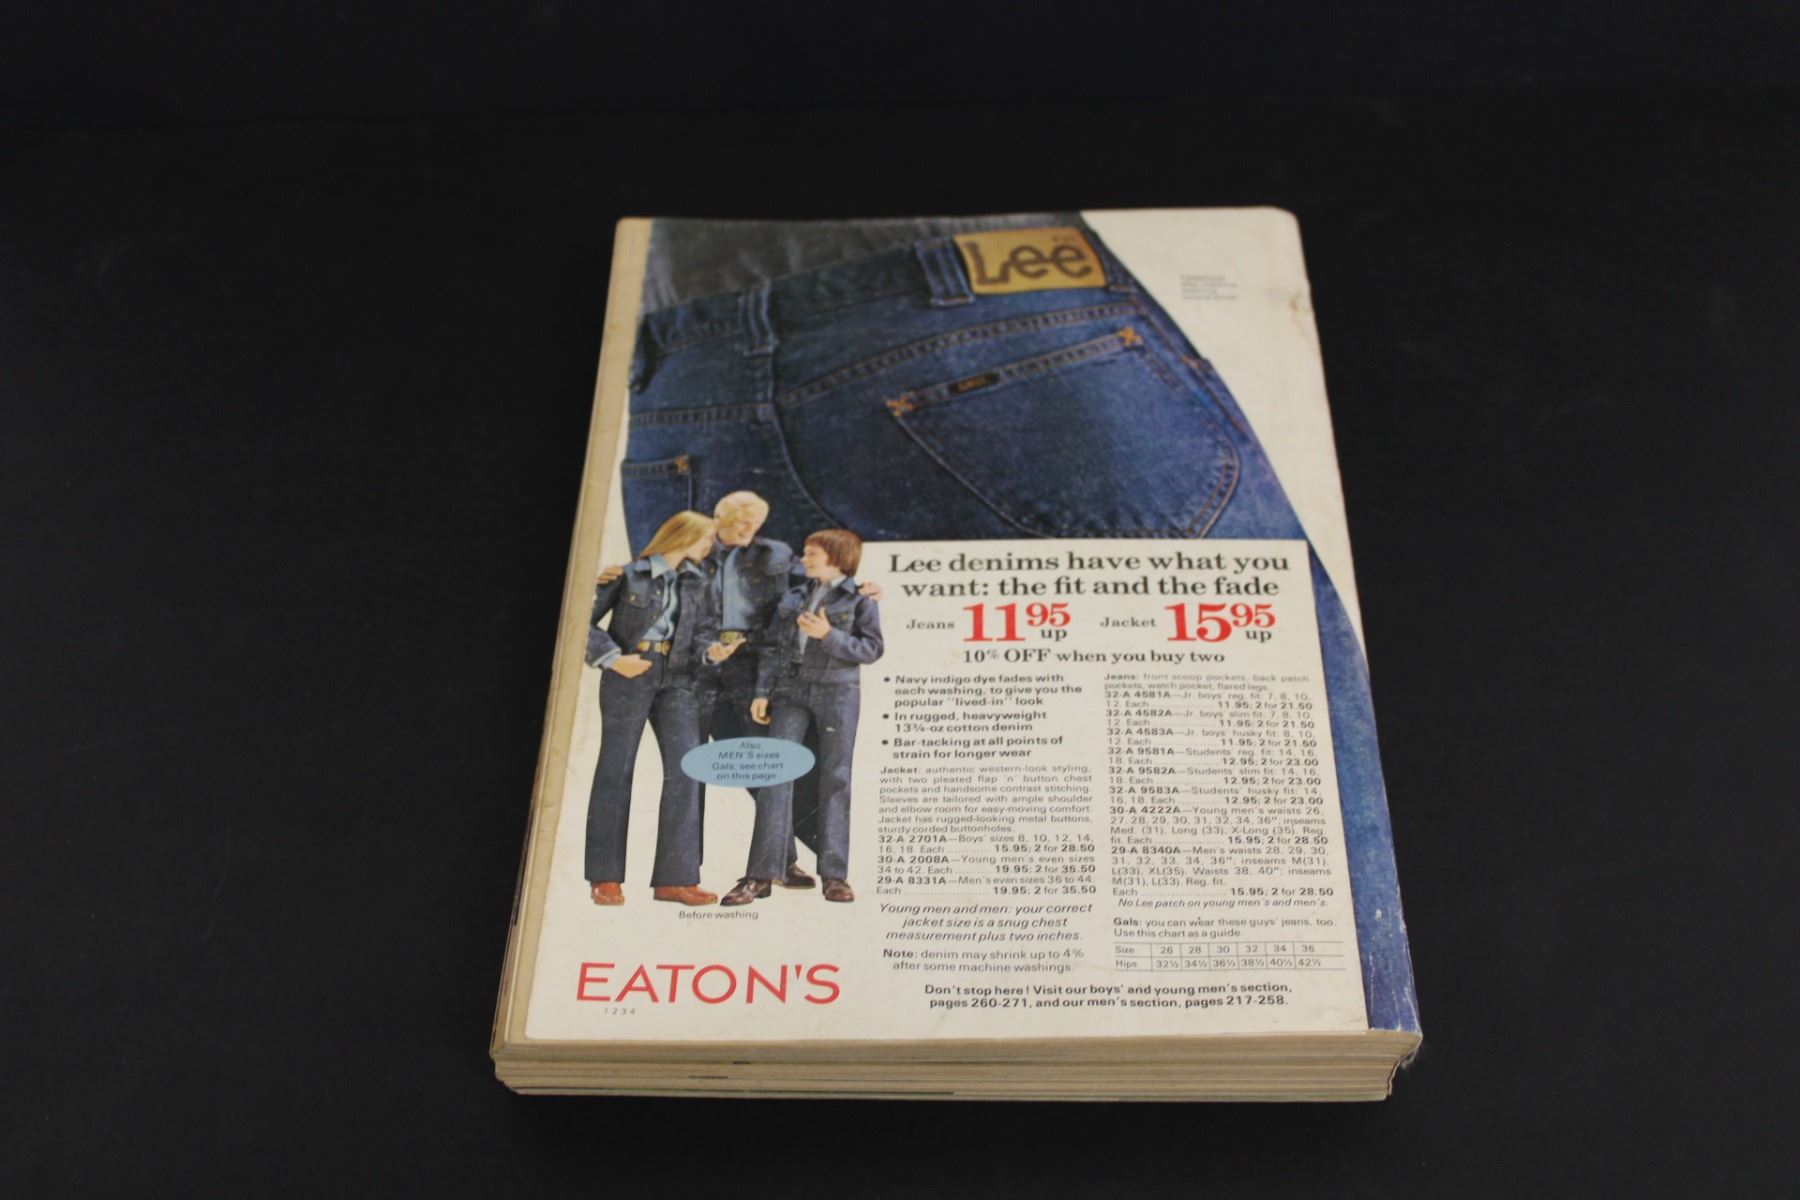 Lee
Lee denims have what you
want: the fit and the fade
Jeans 11 95 up Jacket 15 95 up
10% OFF when you buy two
• Navy indigo dye fades with
each washing, to give you the
popular "lived-in" look
• In rugged, heavyweight
13¾-oz cotton denim
• Bar-tacking at all points of
strain for longer wear
Jacket: authentic western-look styling,
with two pleated flap 'n' button chest
pockets and handsome contrast stitching.
Sleeves are tailored with ample shoulder
and elbow room for easy-moving comfort.
Jacket has rugged-looking metal buttons,
sturdy corded buttonholes.
32-A 2701A—Boys' sizes 8, 10, 12, 14,
16, 18. Each ........... 15.95; 2 for 28.50
30-A 2008A—Young men's even sizes
34 to 42. Each ........... 19.95; 2 for 35.50
29-A 8331A—Men's even sizes 36 to 44.
Each ..................... 19.95; 2 for 35.50
Young men and men: your correct
jacket size is a snug chest
measurement plus two inches.
Note: denim may shrink up to 4%
after some machine washings.
Jeans: front scoop pockets, back patch
pockets, watch pocket, flared legs.
32-A 4581A—Jr. boys' reg. fit: 7, 8, 10,
12. Each ........... 11.95; 2 for 21.50
32-A 4582A—Jr. boys' slim fit: 7, 8, 10,
12. Each ........... 11.95; 2 for 21.50
32-A 4583A—Jr. boys' husky fit: 8, 10,
12. Each ........... 11.95; 2 for 21.50
32-A 9581A—Students' reg. fit: 14, 16,
18. Each ........... 12.95; 2 for 23.00
32-A 9582A—Students' slim fit: 14, 16,
18. Each ........... 12.95; 2 for 23.00
32-A 9583A—Students' husky fit: 14,
16, 18. Each ........... 12.95; 2 for 23.00
30-A 4222A—Young men's waists 26,
27, 28, 29, 30, 31, 32, 34, 36"; inseams
Med. (31), Long (33), X-Long (35). Reg.
fit. Each ........... 15.95; 2 for 28.50
29-A 8340A—Men's waists 28, 29, 30,
31, 32, 33, 34, 36"; inseams M(31),
L(33), XL(35). Waists 38, 40"; inseams
M(31), L(33). Reg. fit.
Each ..................... 15.95; 2 for 28.50
No Lee patch on young men's and men's.
Gals: you can wear these guys' jeans, too.
Use this chart as a guide.
Size 26 28 30 32 34 36
Hips 32½ 34½ 36½ 38½ 40½ 42½
Don't stop here! Visit our boys' and young men's section,
pages 260-271, and our men's section, pages 217-258.
Also
MEN'S sizes
Gals: see chart
on this page
Before washing
EATON'S
1 2 3 4